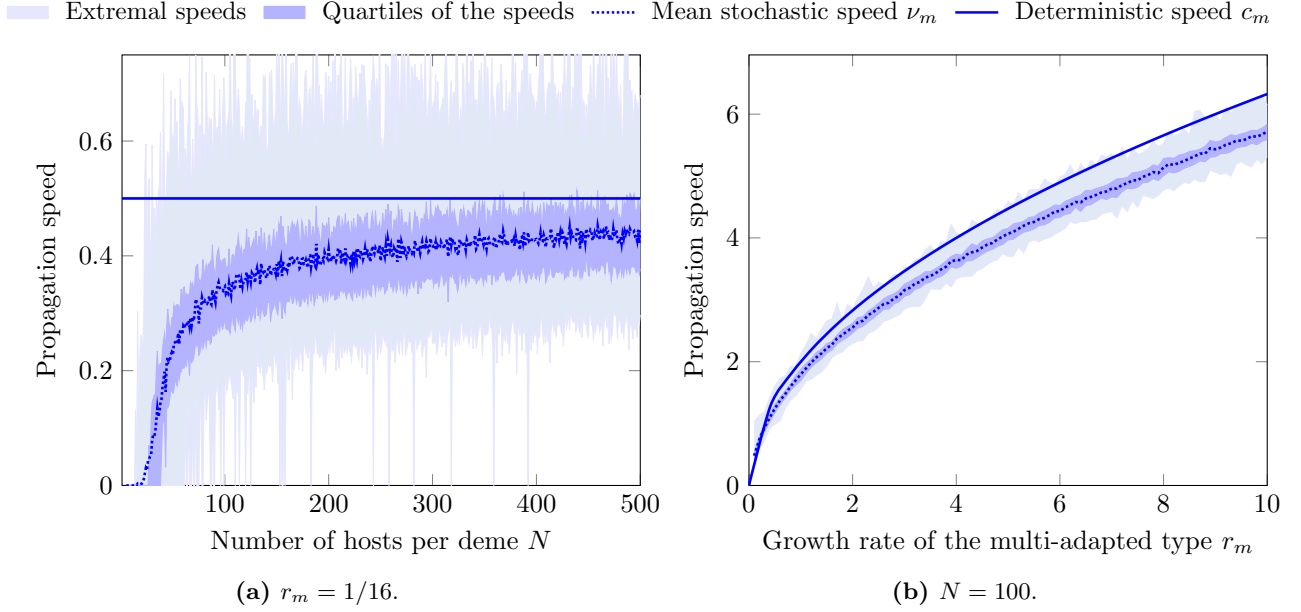 Extremal speeds Quartiles of the speeds Mean stochastic speed ν_m Deterministic speed c_m
0.6
0.4
0.2
0
100 200 300 400 500
Propagation speed
Number of hosts per deme N
(a) r_m = 1/16.
6
4
2
0
0 2 4 6 8 10
Propagation speed
Growth rate of the multi-adapted type r_m
(b) N = 100.